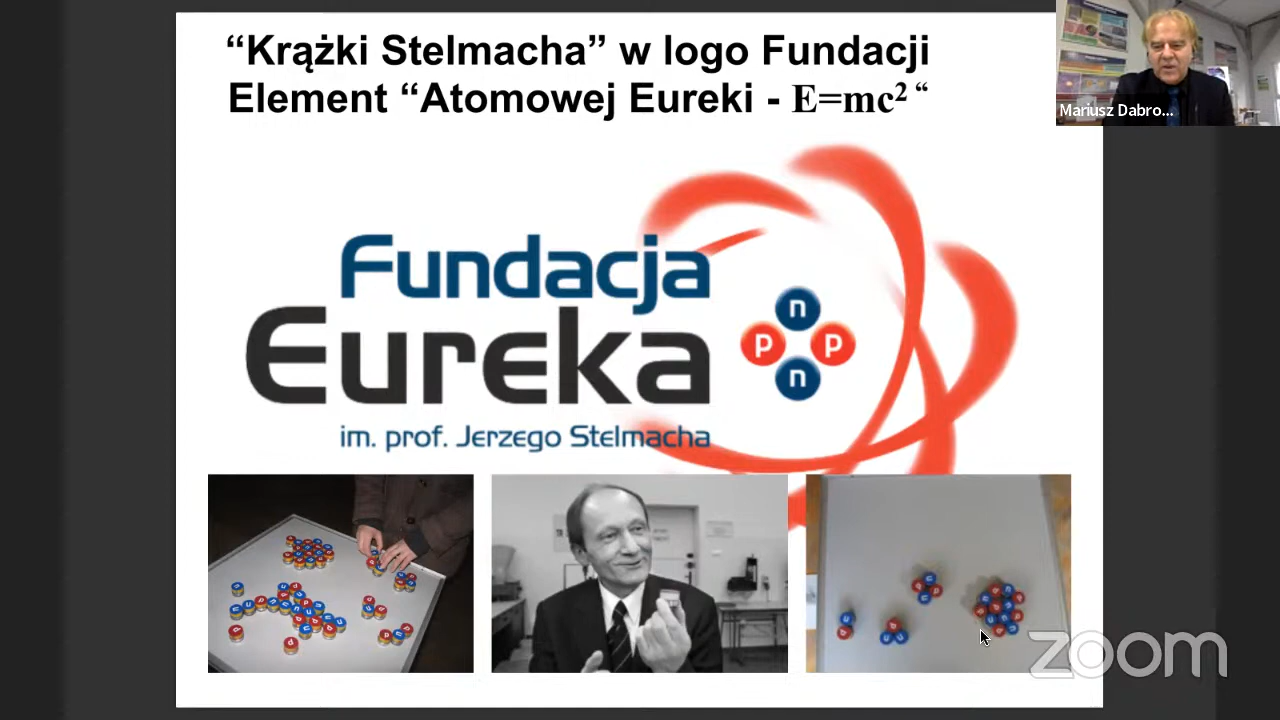 “Krążki Stelmacha” w logo Fundacji
Element “Atomowej Eureki - E=mc² “
Mariusz Dabro...
Fundacja
Eureka
im. prof. Jerzego Stelmacha
n
p p
n
zoom